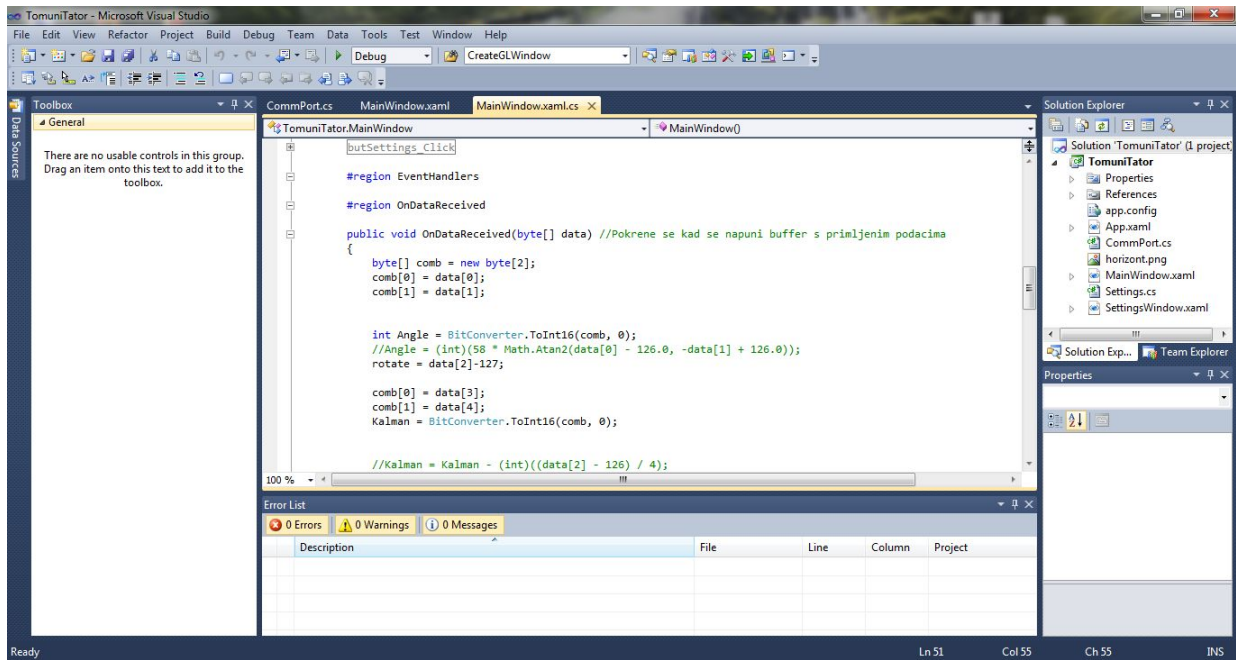 TomuniTator - Microsoft Visual Studio
File Edit View Refactor Project Build Debug Team Data Tools Test Window Help
Debug CreateGLWindow
Data Sources
Toolbox
General
There are no usable controls in this group.
Drag an item onto this text to add it to the
toolbox.
CommPort.cs MainWindow.xaml MainWindow.xaml.cs
TomuniTator.MainWindow MainWindow()
butSettings_Click
#region EventHandlers
#region OnDataReceived
public void OnDataReceived(byte[] data) //Pokrene se kad se napuni buffer s primljenim podacima
{
byte[] comb = new byte[2];
comb[0] = data[0];
comb[1] = data[1];
int Angle = BitConverter.ToInt16(comb, 0);
//Angle = (int)(58 * Math.Atan2(data[0] - 126.0, -data[1] + 126.0));
rotate = data[2]-127;
comb[0] = data[3];
comb[1] = data[4];
Kalman = BitConverter.ToInt16(comb, 0);
//Kalman = Kalman - (int)((data[2] - 126) / 4);
100 %
Error List
0 Errors 0 Warnings 0 Messages
Description File Line Column Project
Solution Explorer
Solution 'TomuniTator' (1 project)
TomuniTator
Properties
References
app.config
App.xaml
CommPort.cs
horizont.png
MainWindow.xaml
Settings.cs
SettingsWindow.xaml
Solution Exp... Team Explorer
Properties
Ready Ln 51 Col 55 Ch 55 INS